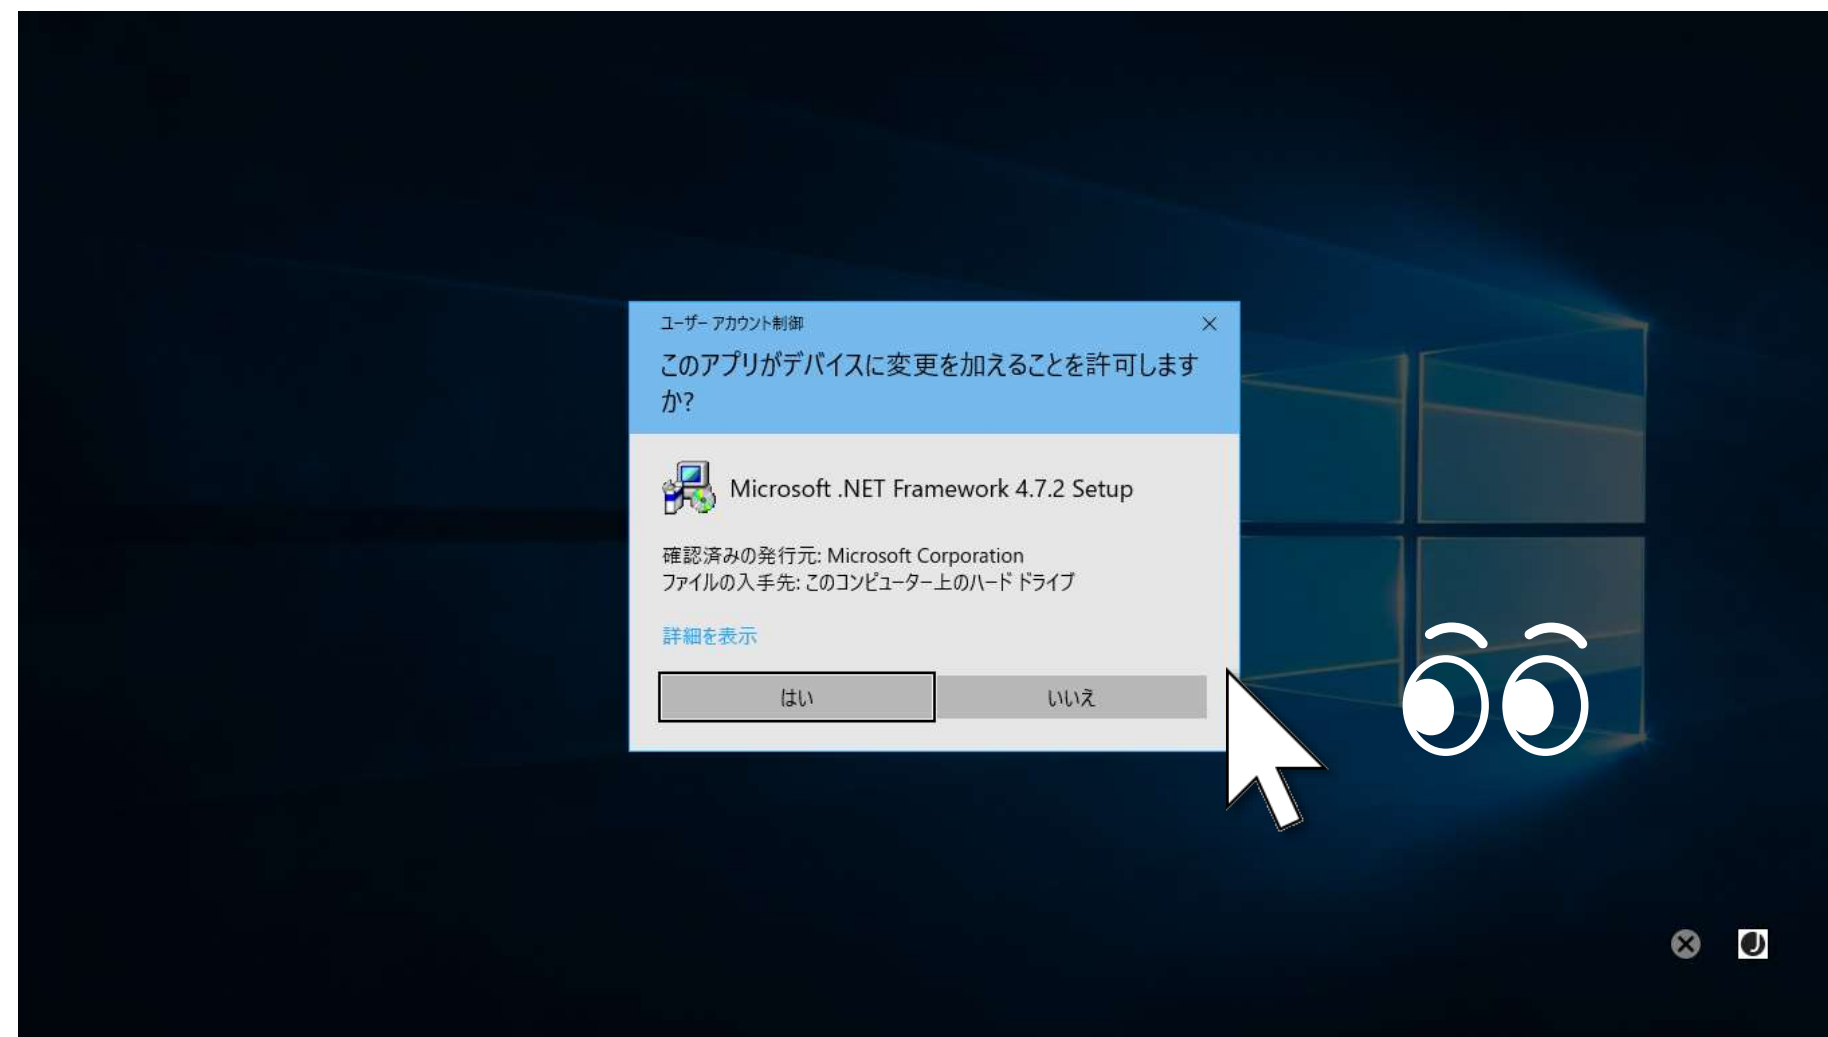 ユーザー アカウント制御
このアプリがデバイスに変更を加えることを許可します
か?
Microsoft .NET Framework 4.7.2 Setup
確認済みの発行元: Microsoft Corporation
ファイルの入手先: このコンピューター上のハード ドライブ
詳細を表示
はい
いいえ